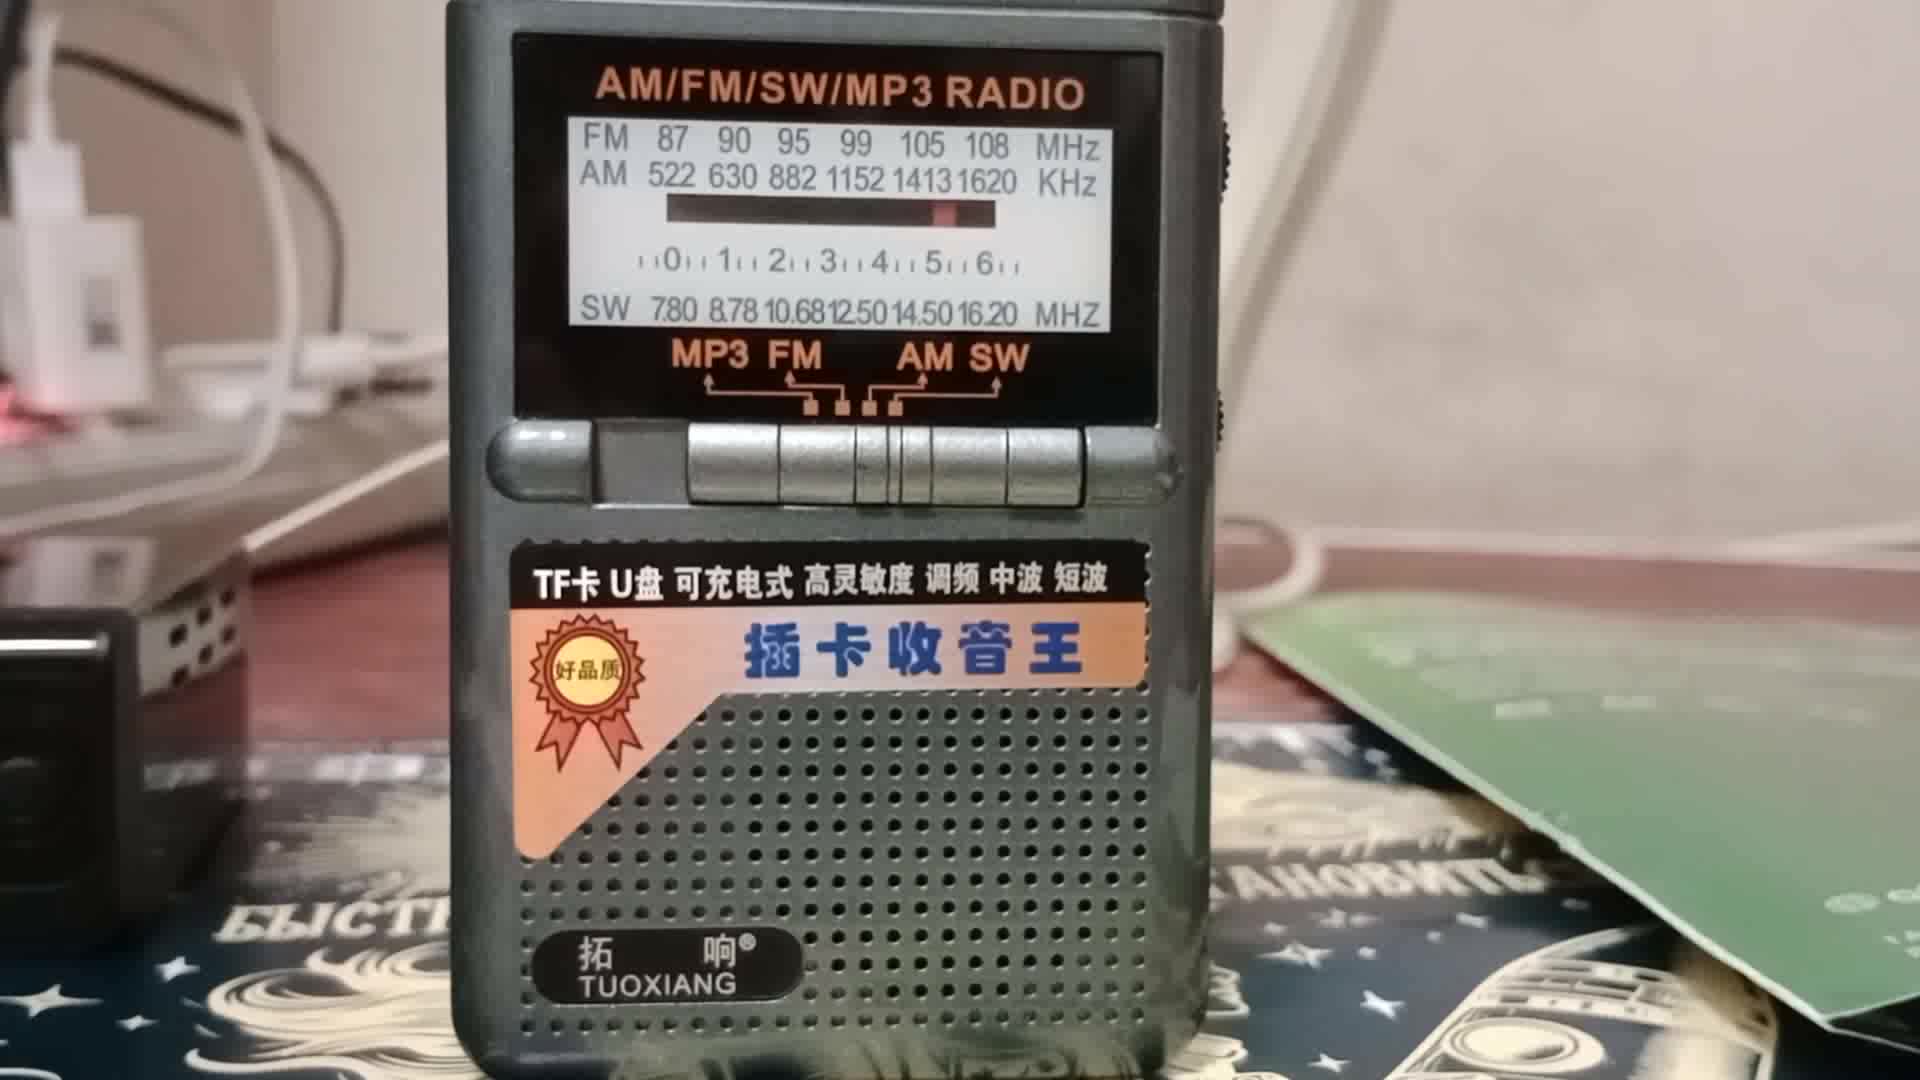 AM/FM/SW/MP3 RADIO
FM 87 90 95 99 105 108 MHz
AM 522 630 882 1152 1413 1620 KHz
0 1 2 3 4 5 6
SW 7.80 8.78 10.68 12.50 14.50 16.20 MHZ
MP3 FM AM SW
TF卡 U盘 可充电式 高灵敏度 调频 中波 短波
好品质
插卡收音王
拓响®
TUOXIANG